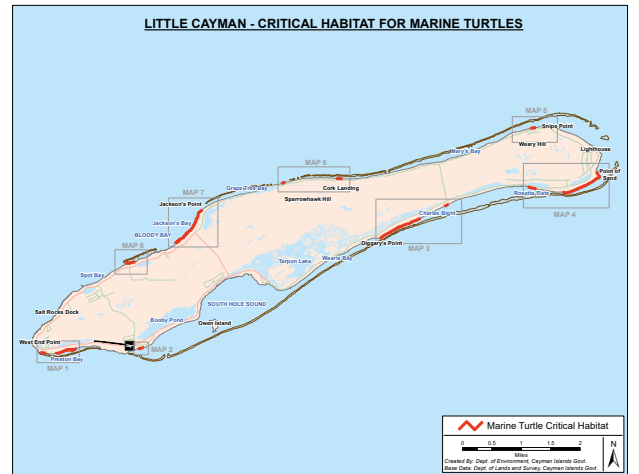 LITTLE CAYMAN - CRITICAL HABITAT FOR MARINE TURTLES
MAP 5
Snipe Point
Weary Hill
Lighthouse
Mary's Bay
MAP 6
Point of
Sand
Grape Tree Bay
Cork Landing
Sparrowhawk Hill
MAP 7
Jackson's Point
MAP 4
Jackson's Bay
BLOODY BAY
Charles Bight
MAP 3
Diggary's Point
MAP 8
Spot Bay
Tarpon Lake
Wearis Bay
SOUTH HOLE SOUND
Salt Rocks Dock
Booby Pond
Owen Island
West End Point
MAP 2
Preston Bay
MAP 1
Marine Turtle Critical Habitat
0 0.5 1 1.5 2
Miles
N
Created By: Dept. of Environment, Cayman Islands Govt.
Base Data: Dept. of Lands and Survey, Cayman Islands Govt.